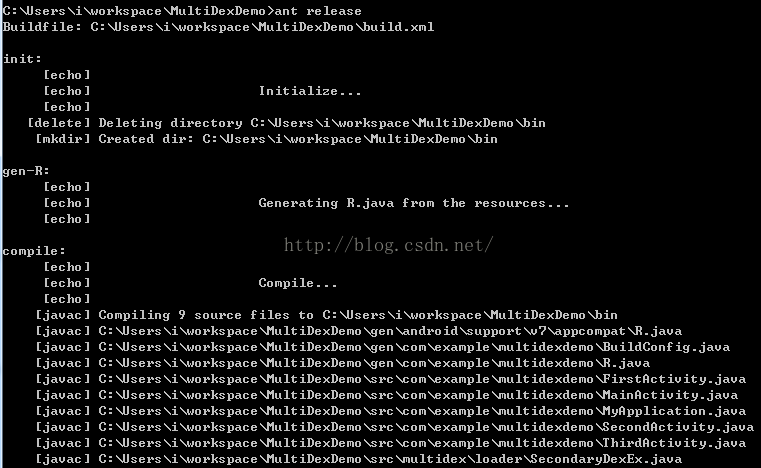 C:\Users\i\workspace\MultiDexDemo>ant release
Buildfile: C:\Users\i\workspace\MultiDexDemo\build.xml
init:
[echo]
[echo] Initialize...
[echo]
[delete] Deleting directory C:\Users\i\workspace\MultiDexDemo\bin
[mkdir] Created dir: C:\Users\i\workspace\MultiDexDemo\bin
gen-R:
[echo]
[echo] Generating R.java from the resources...
[echo]
http://blog.csdn.net/
compile:
[echo]
[echo] Compile...
[echo]
[javac] Compiling 9 source files to C:\Users\i\workspace\MultiDexDemo\bin
[javac] C:\Users\i\workspace\MultiDexDemo\gen\android\support\v7\appcompat\R.java
[javac] C:\Users\i\workspace\MultiDexDemo\gen\com\example\multidexdemo\BuildConfig.java
[javac] C:\Users\i\workspace\MultiDexDemo\gen\com\example\multidexdemo\R.java
[javac] C:\Users\i\workspace\MultiDexDemo\src\com\example\multidexdemo\FirstActivity.java
[javac] C:\Users\i\workspace\MultiDexDemo\src\com\example\multidexdemo\MainActivity.java
[javac] C:\Users\i\workspace\MultiDexDemo\src\com\example\multidexdemo\MyApplication.java
[javac] C:\Users\i\workspace\MultiDexDemo\src\com\example\multidexdemo\SecondActivity.java
[javac] C:\Users\i\workspace\MultiDexDemo\src\com\example\multidexdemo\ThirdActivity.java
[javac] C:\Users\i\workspace\MultiDexDemo\src\multidex\loader\SecondaryDexEx.java